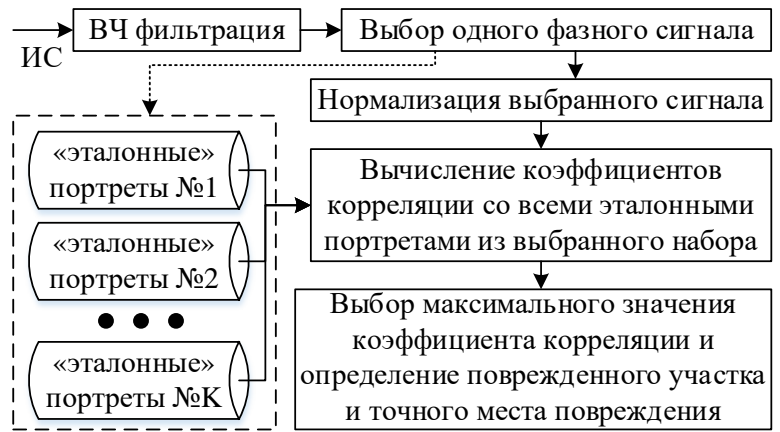 ВЧ фильтрация
Выбор одного фазного сигнала
ИС
Нормализация выбранного сигнала
«эталонные»
портреты №1
Вычисление коэффициентов
корреляции со всеми эталонными
портретами из выбранного набора
«эталонные»
портреты №2
Выбор максимального значения
коэффициента корреляции и
определение поврежденного участка
и точного места повреждения
«эталонные»
портреты №K